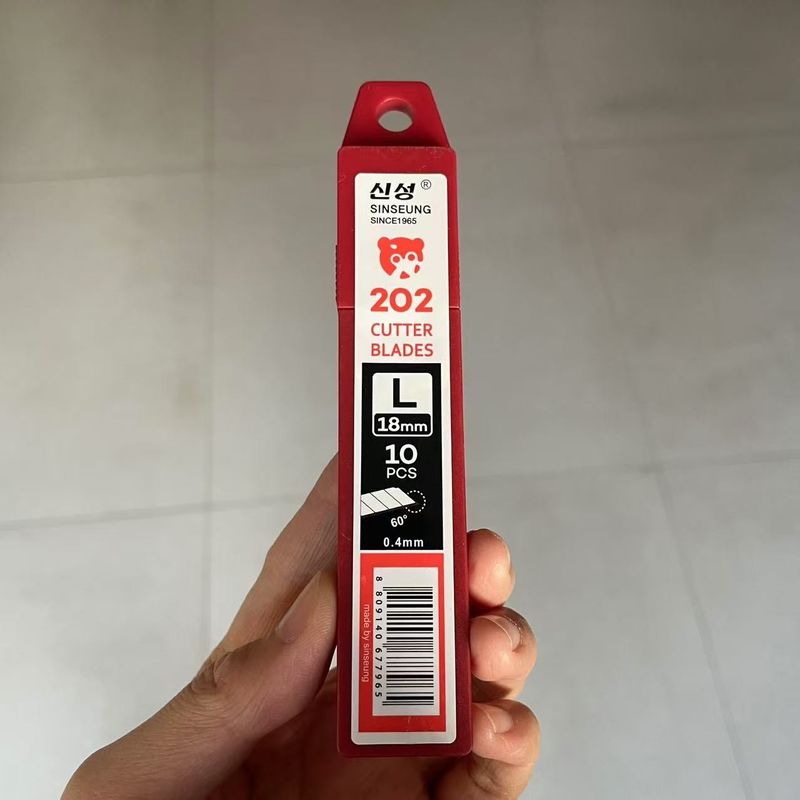 신성®
SINSEUNG
SINCE1965
202
CUTTER
BLADES
L
18mm
10
PCS
60°
0.4mm
8 809140 677965
made by sinseung